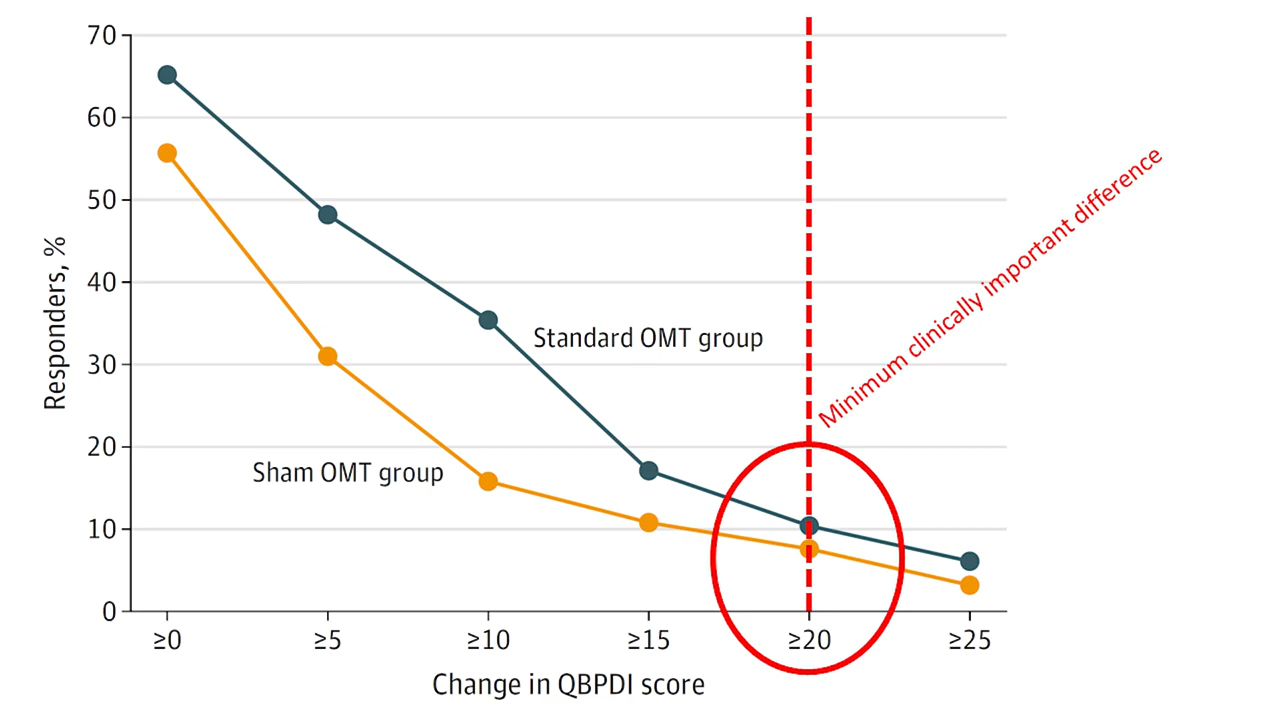 70
60
50
40
30
20
10
0
Responders, %
Standard OMT group
Sham OMT group
Minimum clinically important difference
≥0 ≥5 ≥10 ≥15 ≥20 ≥25
Change in QBPDI score